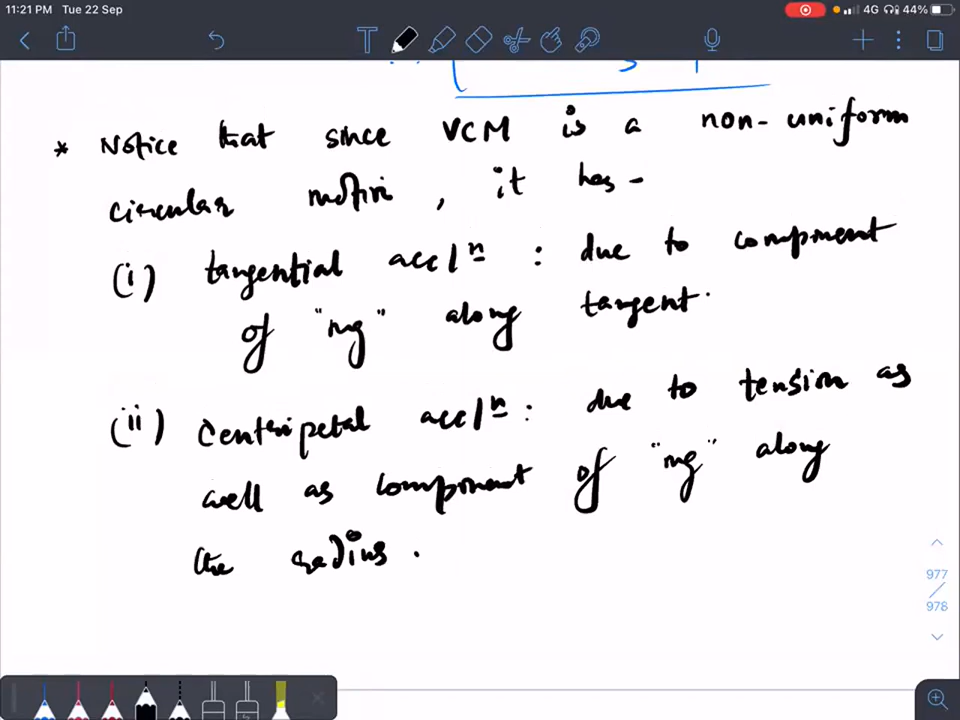 11:21 PM Tue 22 Sep
4G 44%
* Notice that since VCM is a non-uniform
circular motion, it has -
(i) tangential accl^n : due to component
of "mg" along tangent.
(ii) centripetal accl^n : due to tension as
well as component of "mg" along
the radius.
977
/
978